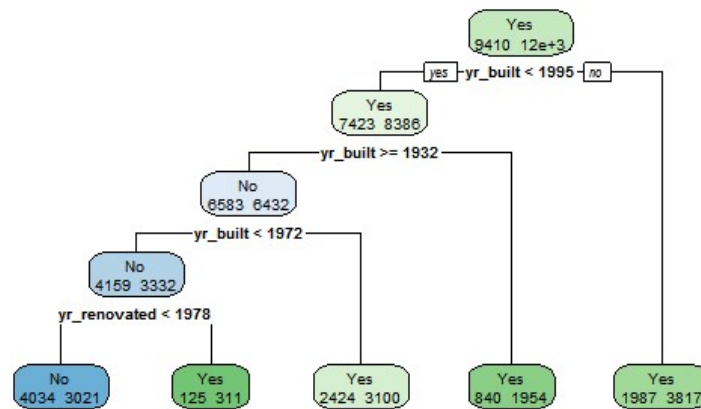 Yes
9410 12e+3
yes yr_built < 1995 no
Yes
7423 8386
yr_built >= 1932
No
6583 6432
yr_built < 1972
No
4159 3332
yr_renovated < 1978
No
4034 3021
Yes
125 311
Yes
2424 3100
Yes
840 1954
Yes
1987 3817